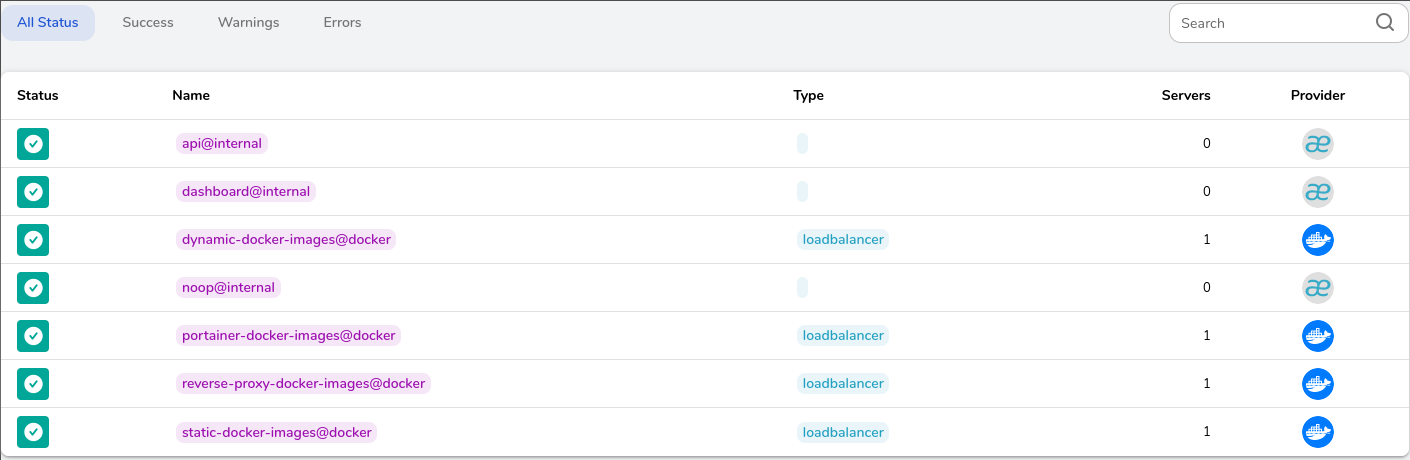 All Status Success Warnings Errors Search
Status Name Type Servers Provider
api@internal 0 æ
dashboard@internal 0 æ
dynamic-docker-images@docker loadbalancer 1
noop@internal 0 æ
portainer-docker-images@docker loadbalancer 1
reverse-proxy-docker-images@docker loadbalancer 1
static-docker-images@docker loadbalancer 1